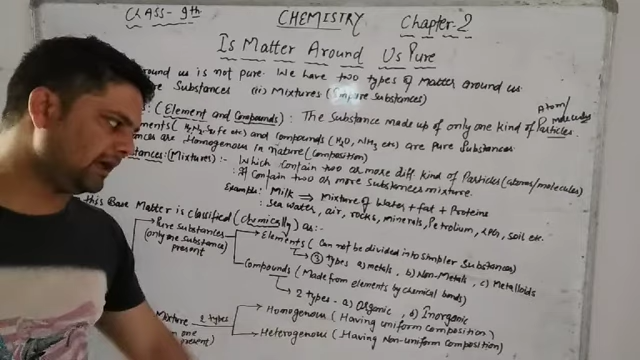 CLASS- 9th CHEMISTRY Chapter-2
Is Matter Around Us Pure
around us is not pure. We have two types of Matter around us.
Substances (ii) Mixtures (Impure Substances)
(Element and Compounds) : The Substance made up of only one kind of Particles. Atom/molecules
(H2, N2, S, Fe etc) and Compounds (H2O, NH3 etc) are Pure Substances
are Homogenous in nature (Composition)
(Mixtures) :- Which contain two or more diff kind of Particles (atoms/molecules)
: It Contain two or more Substances mixture.
Example: Milk ⇒ Mixture of Water + fat + Proteins
: Sea water, air, rocks, minerals, Petrolium, LPG, Soil etc.
this Base Matter is classified (Chemically) as :-
Pure Substances
(only one Substance) present
Elements (Can not be divided into Simpler Substances)
③ types a) metals, b) Non-Metals, c) Metalloids
Compounds (Made from elements by chemical bonds)
2 types - a) Organic, b) Inorganic
Mixture 2 types
present)
Homogenous (Having uniform composition)
Heterogenous (Having Non-uniform composition)